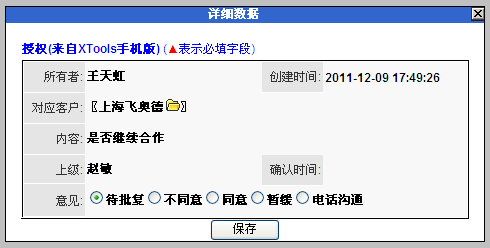 详细数据
授权(来自XTools手机版) (▲表示必填字段)
所有者: 王天虹 创建时间: 2011-12-09 17:49:26
对应客户: 〖上海飞奥德〗
内容: 是否继续合作
上级: 赵敏 确认时间:
意见: 待批复 不同意 同意 暂缓 电话沟通
保存